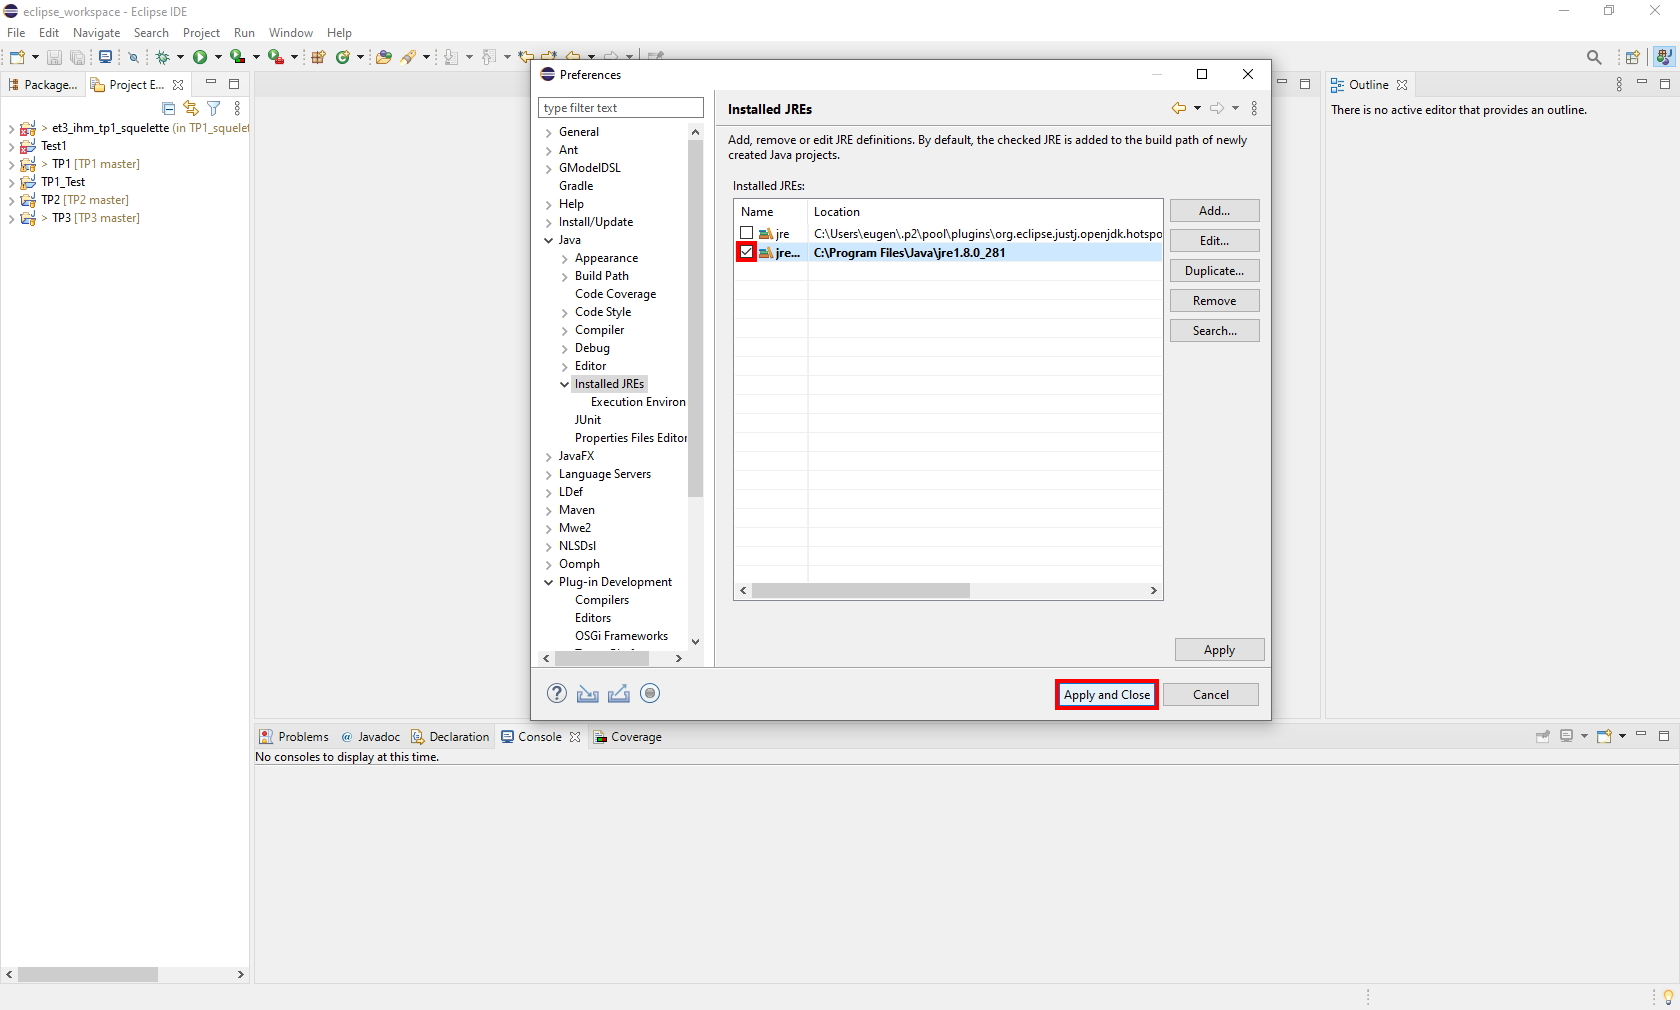 eclipse_workspace - Eclipse IDE
File Edit Navigate Search Project Run Window Help
Package...
Project E...
> et3_ihm_tp1_squelette (in TP1_squelet
Test1
> TP1 [TP1 master]
TP1_Test
TP2 [TP2 master]
> TP3 [TP3 master]
Preferences
type filter text
General
Ant
GModelDSL
Gradle
Help
Install/Update
Java
Appearance
Build Path
Code Coverage
Code Style
Compiler
Debug
Editor
Installed JREs
Execution Environ
JUnit
Properties Files Editor
JavaFX
Language Servers
LDef
Maven
Mwe2
NLSDsl
Oomph
Plug-in Development
Compilers
Editors
OSGi Frameworks
Installed JREs
Add, remove or edit JRE definitions. By default, the checked JRE is added to the build path of newly
created Java projects.
Installed JREs:
Name Location
jre C:\Users\eugen\.p2\pool\plugins\org.eclipse.justj.openjdk.hotspo
jre... C:\Program Files\Java\jre1.8.0_281
Add...
Edit...
Duplicate...
Remove
Search...
Apply
Apply and Close
Cancel
Outline
There is no active editor that provides an outline.
Problems @ Javadoc Declaration Console Coverage
No consoles to display at this time.